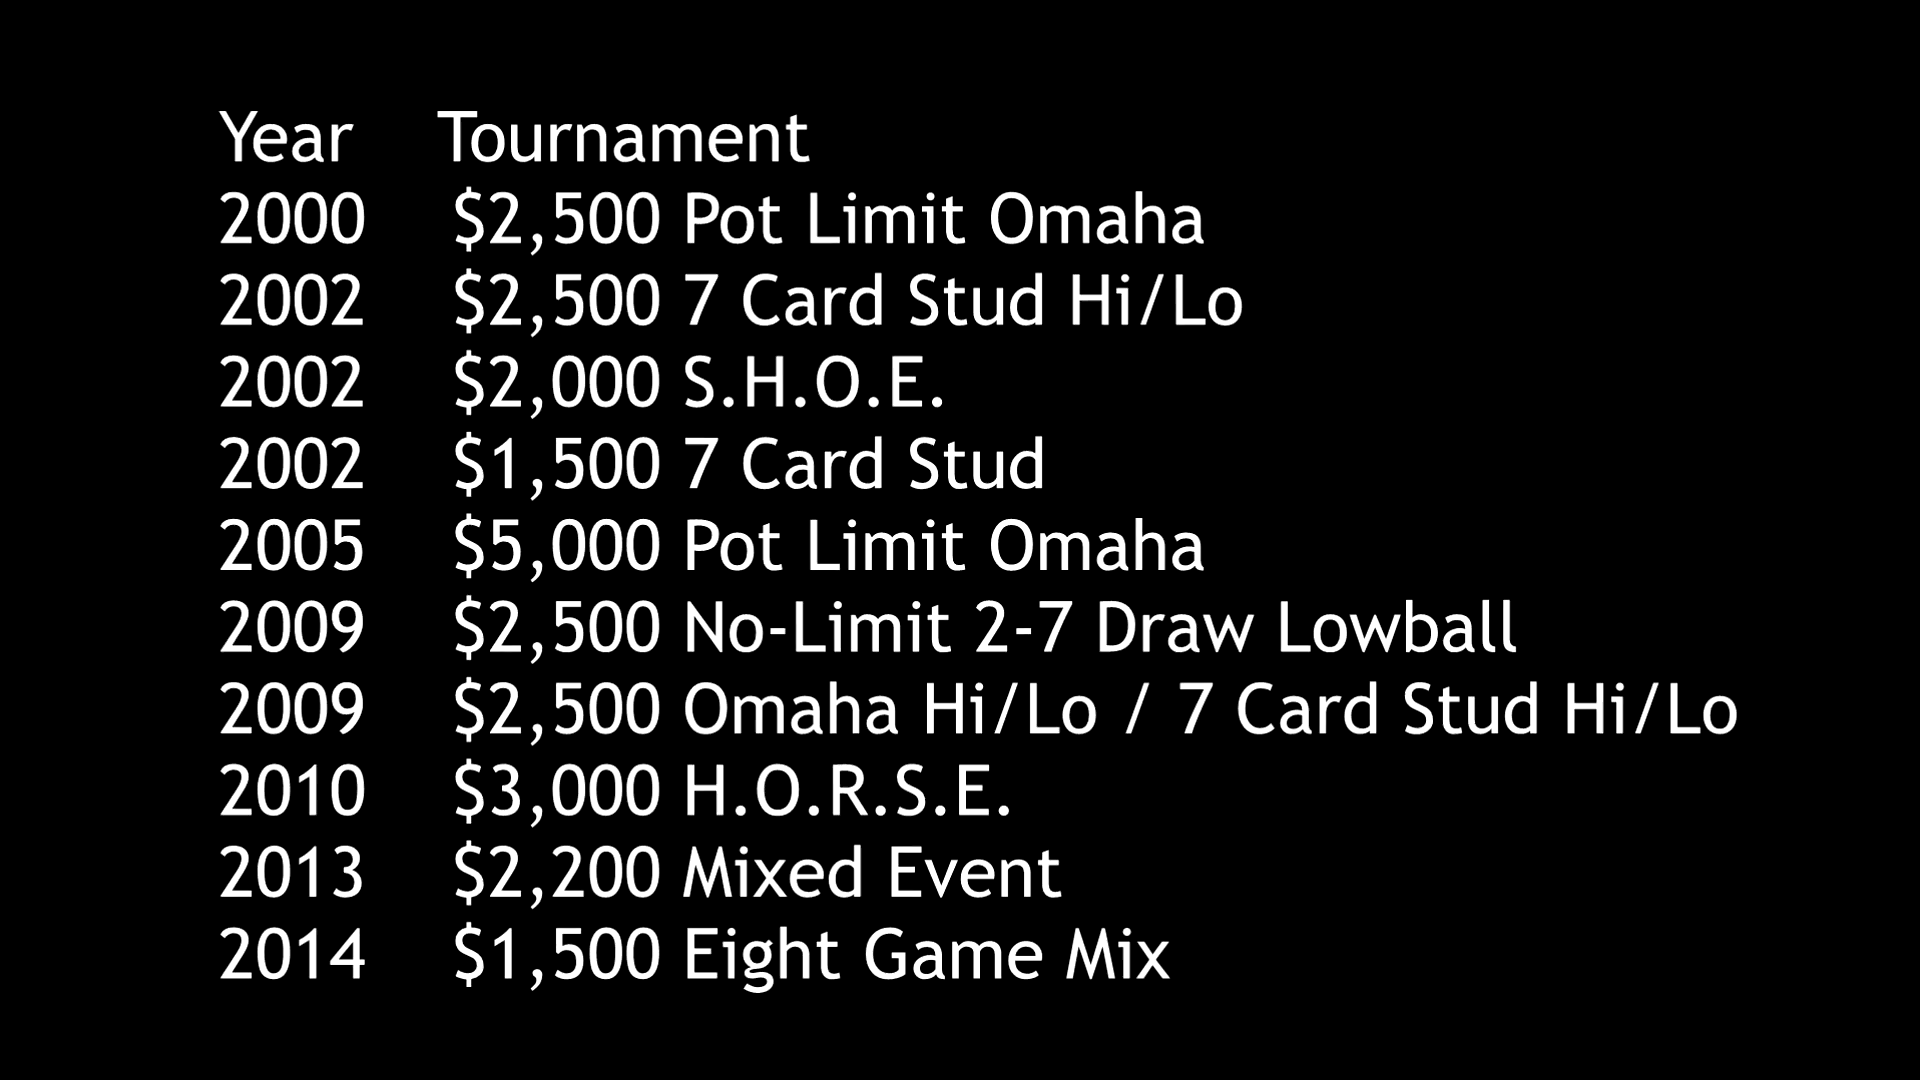 Year Tournament
2000 $2,500 Pot Limit Omaha
2002 $2,500 7 Card Stud Hi/Lo
2002 $2,000 S.H.O.E.
2002 $1,500 7 Card Stud
2005 $5,000 Pot Limit Omaha
2009 $2,500 No-Limit 2-7 Draw Lowball
2009 $2,500 Omaha Hi/Lo / 7 Card Stud Hi/Lo
2010 $3,000 H.O.R.S.E.
2013 $2,200 Mixed Event
2014 $1,500 Eight Game Mix